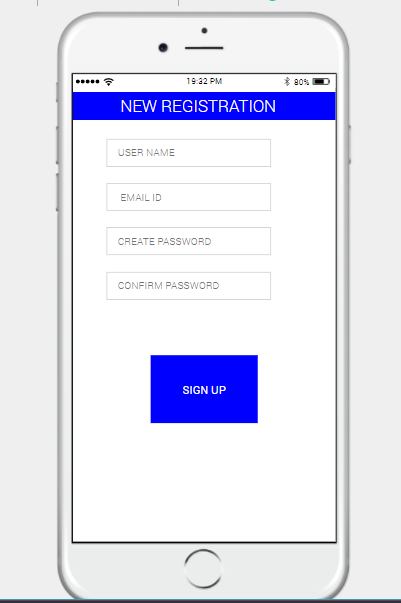 19:32 PM 80%
NEW REGISTRATION
USER NAME
EMAIL ID
CREATE PASSWORD
CONFIRM PASSWORD
SIGN UP